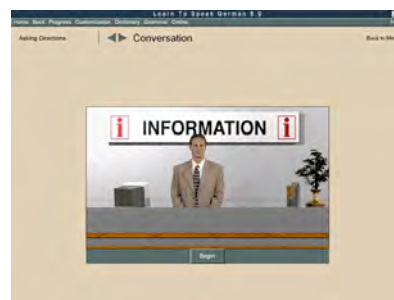 Learn To Speak German 8.0
Home Back Progress Customization Dictionary Grammar Online
Asking Directions
Conversation
Back to
i INFORMATION i
Begin